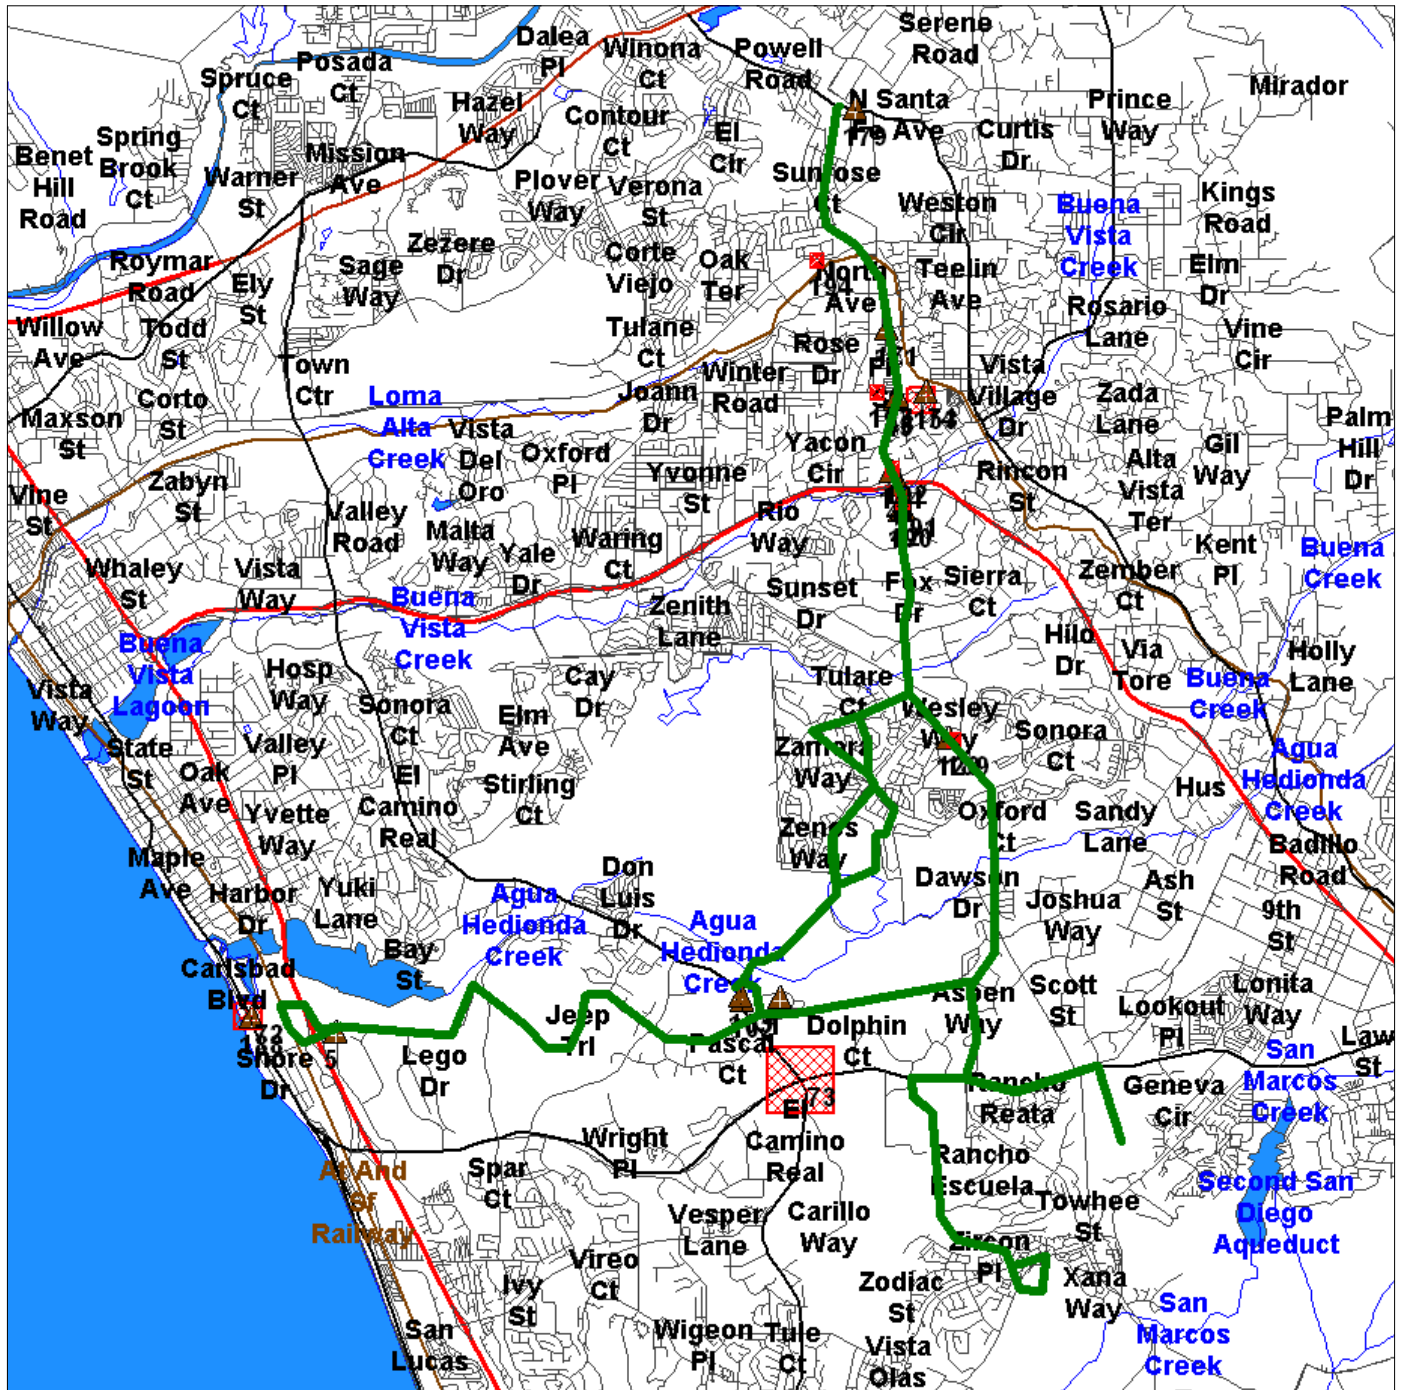 Serene
Road
Dalea
Pl
Winona
Ct
Powell
Road
Posada
Ct
Spruce
Ct
Mirador
Hazel
Way
Contour
Ct
N Santa
Fe Ave
179
Prince
Way
Curtis
Dr
El
Cir
Spring
Brook
Ct
Benet
Hill
Road
Mission
Ave
Warner
St
Plover
Way
Verona
St
Sunrose
Ct
Weston
Cir
Buena
Vista
Creek
Kings
Road
Zezere
Dr
Corte
Viejo
Oak
Ter
Roymar
Road
Sage
Way
Ely
St
North
Ave
194
Teelin
Ave
Elm
Dr
Rosario
Lane
Willow
Ave
Todd
St
Tulane
Ct
Rose
Dr
Vine
Cir
Town
Ctr
Winter
Road
Vista
Village
Dr
Joann
Dr
Loma
Alta
Creek
Zada
Lane
Corto
St
Maxson
St
Palm
Hill
Dr
Vista
Del
Oro
Oxford
Pl
Yacon
Cir
Gil
Way
Alta
Vista
Ter
Yvonne
St
Rincon
St
Zabyn
St
Vine
St
Valley
Road
Rio
Way
Malta
Way
Yale
Dr
Waring
Ct
Kent
Pl
Buena
Creek
Whaley
St
Vista
Way
Zember
Ct
Sierra
Ct
Sunset
Dr
Fox
Dr
Buena
Vista
Creek
Zenith
Lane
Hilo
Dr
Via
Tore
Holly
Lane
Buena
Vista
Lagoon
Hosp
Way
Cay
Dr
Tulare
Ct
Buena
Creek
Vista
Way
Sonora
Ct
Elm
Ave
Wesley
Way
Sonora
Ct
State
St
Valley
Pl
Zamora
Way
Agua
Hedionda
Creek
Oak
Ave
El
Camino
Real
Stirling
Ct
Hus
Yvette
Way
Oxford
Ct
Sandy
Lane
Zenos
Way
Badillo
Road
Maple
Ave
Don
Luis
Dr
Dawson
Dr
Ash
St
Harbor
Dr
Yuki
Lane
Agua
Hedionda
Creek
Joshua
Way
9th
St
Agua
Hedionda
Creek
Bay
St
Carlsbad
Blvd
Aspen
Way
Scott
St
Lonita
Way
Lookout
Pl
Jeep
Trl
Dolphin
Ct
Law
St
Pascal
Ct
Shore
Dr
5
Lego
Dr
San
Marcos
Creek
73
Rancho
Reata
Geneva
Cir
El
Camino
Real
Wright
Pl
Rancho
Escuela
At And
Sf
Railway
Spar
Ct
Second San
Diego
Aqueduct
Towhee
St
Vesper
Lane
Carillo
Way
Zircon
Pl
Vireo
Ct
Ivy
St
Zodiac
St
Xana
Way
San
Marcos
Creek
San
Lucas
Wigeon
Pl
Tule
Ct
Vista
Olas